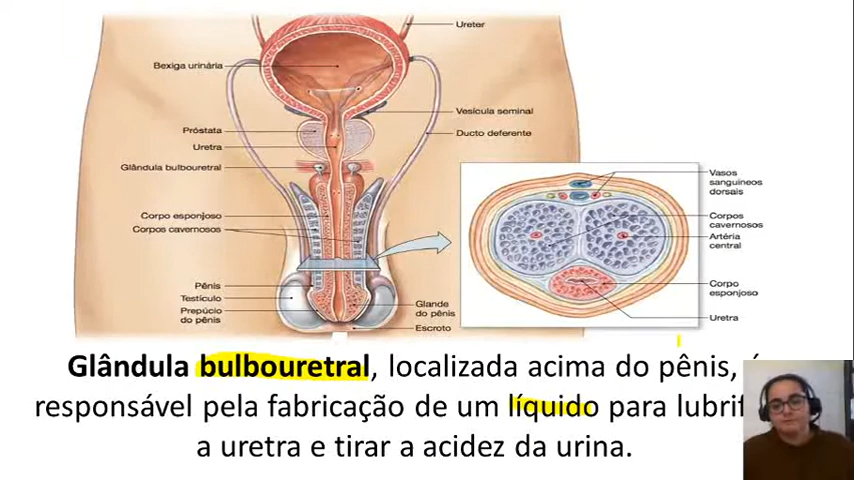 Ureter
Bexiga urinária
Vesícula seminal
Próstata
Ducto deferente
Uretra
Glândula bulbouretral
Vasos
sanguíneos
dorsais
Corpo esponjoso
Corpos cavernosos
Corpos
cavernosos
Artéria
central
Pênis
Testículo
Prepúcio
do pênis
Glande
do pênis
Escroto
Corpo
esponjoso
Uretra
Glândula bulbouretral, localizada acima do pênis,
responsável pela fabricação de um líquido para
a uretra e tirar a acidez da urina.